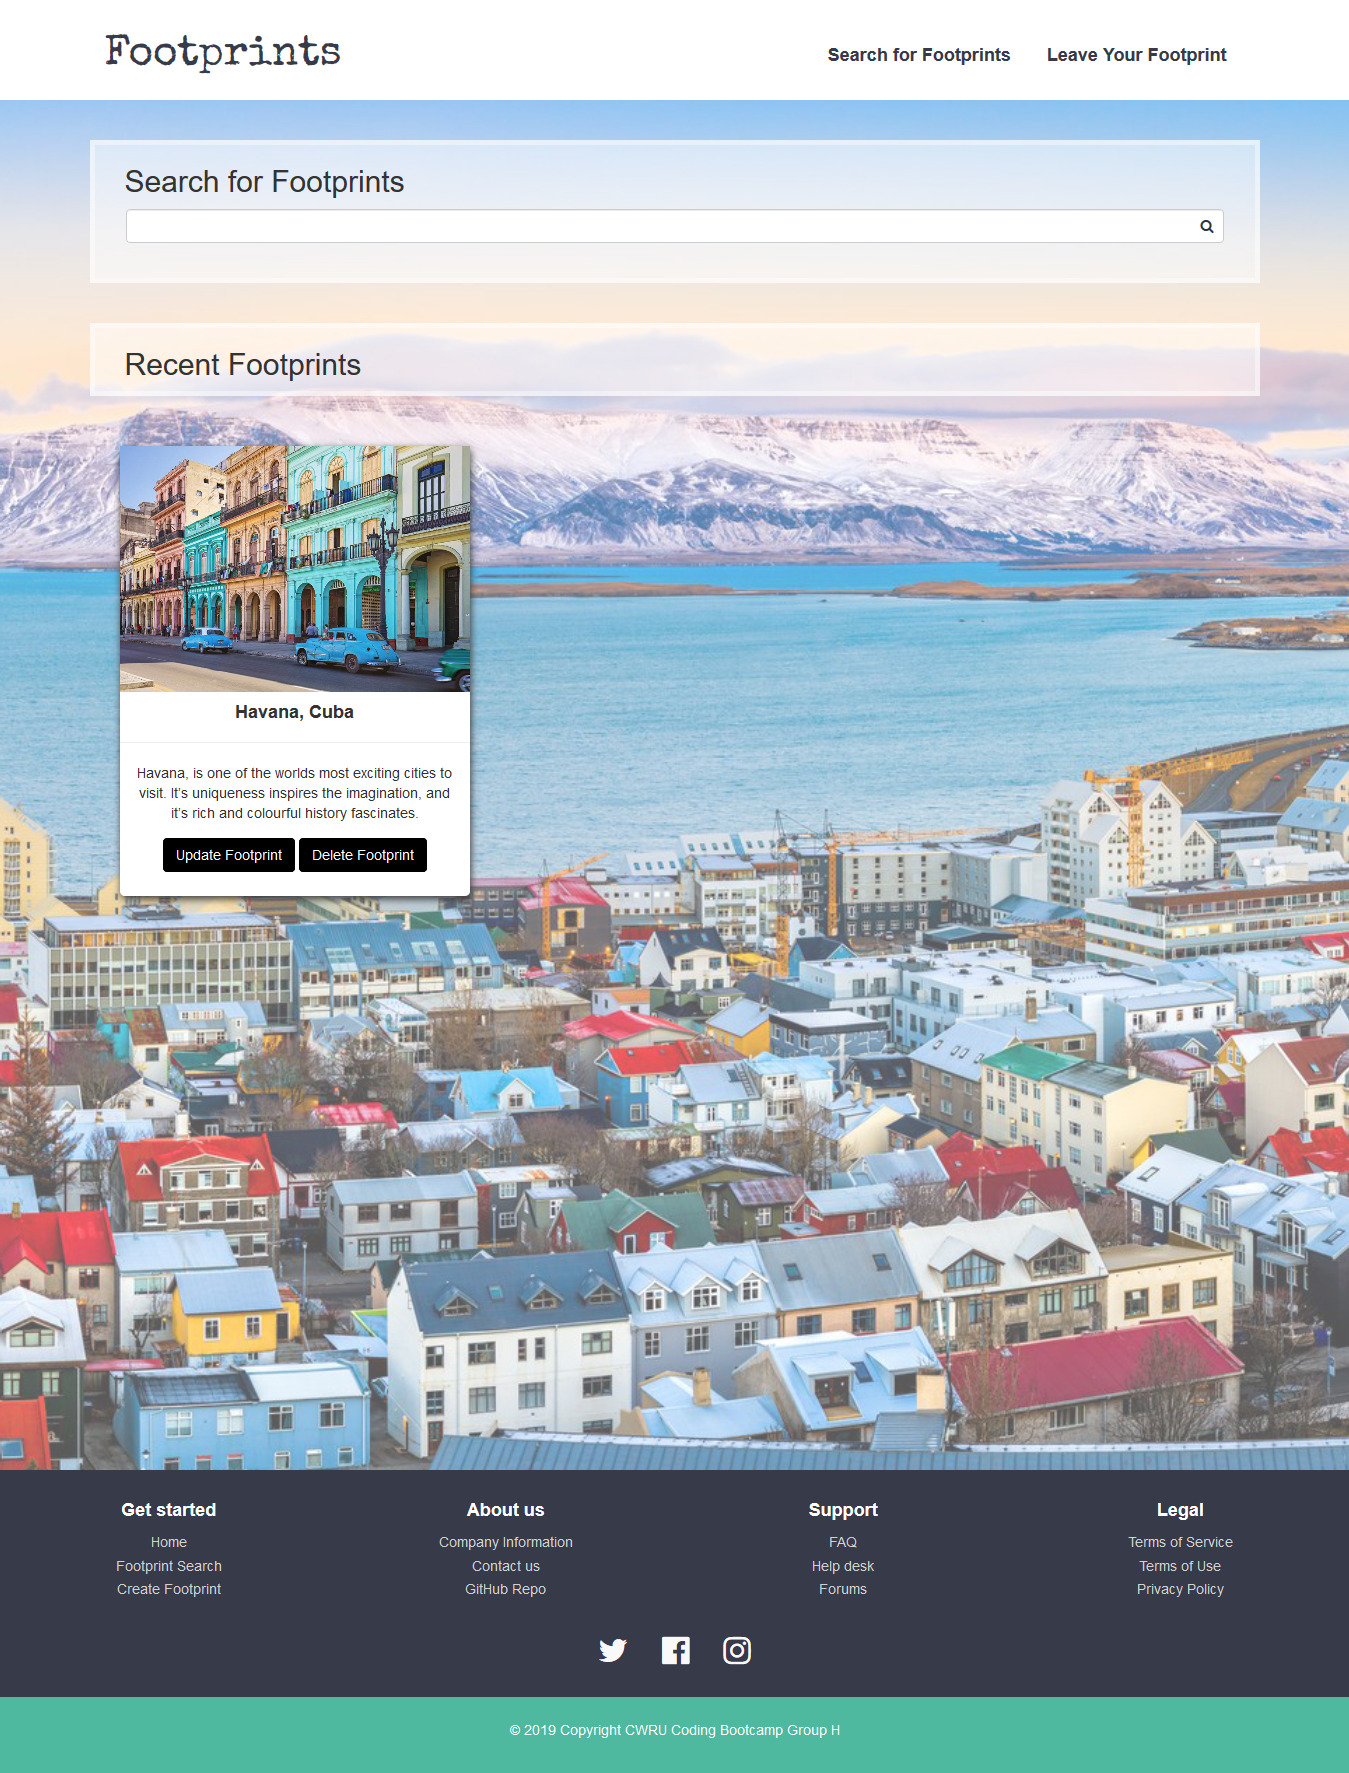 Footprints
Search for Footprints
Leave Your Footprint
Search for Footprints
Recent Footprints
Havana, Cuba
Havana, is one of the worlds most exciting cities to
visit. It's uniqueness inspires the imagination, and
it's rich and colourful history fascinates.
Update Footprint
Delete Footprint
Get started
Home
Footprint Search
Create Footprint
About us
Company Information
Contact us
GitHub Repo
Support
FAQ
Help desk
Forums
Legal
Terms of Service
Terms of Use
Privacy Policy
© 2019 Copyright CWRU Coding Bootcamp Group H